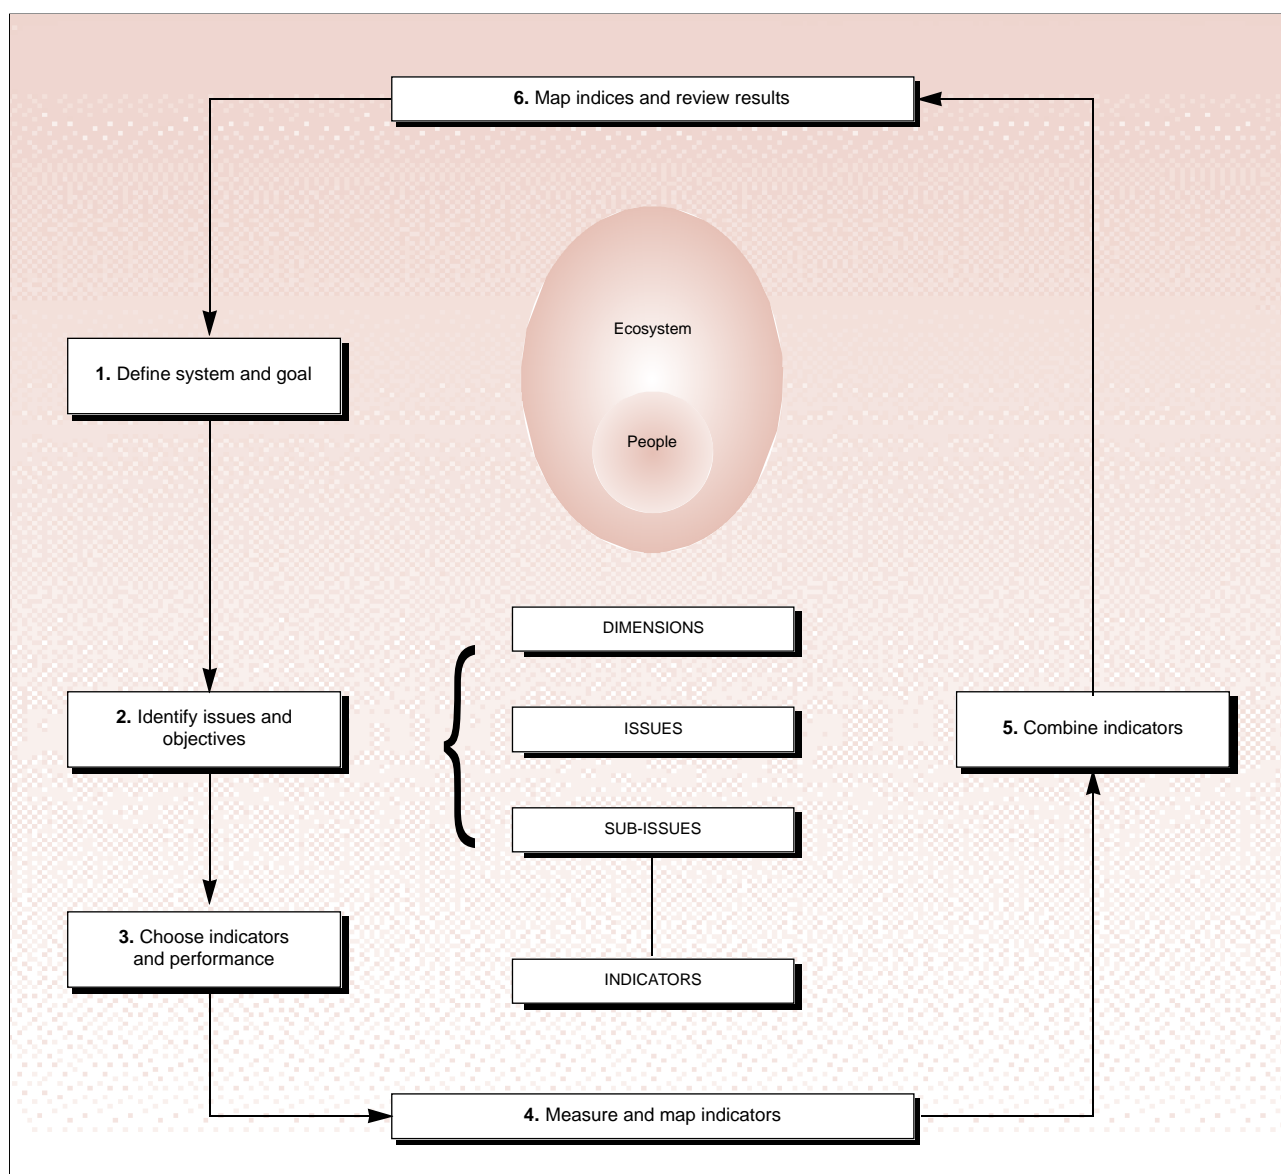 6. Map indices and review results
Ecosystem
1. Define system and goal
People
DIMENSIONS
2. Identify issues and
objectives
ISSUES
5. Combine indicators
SUB-ISSUES
3. Choose indicators
and performance
INDICATORS
4. Measure and map indicators